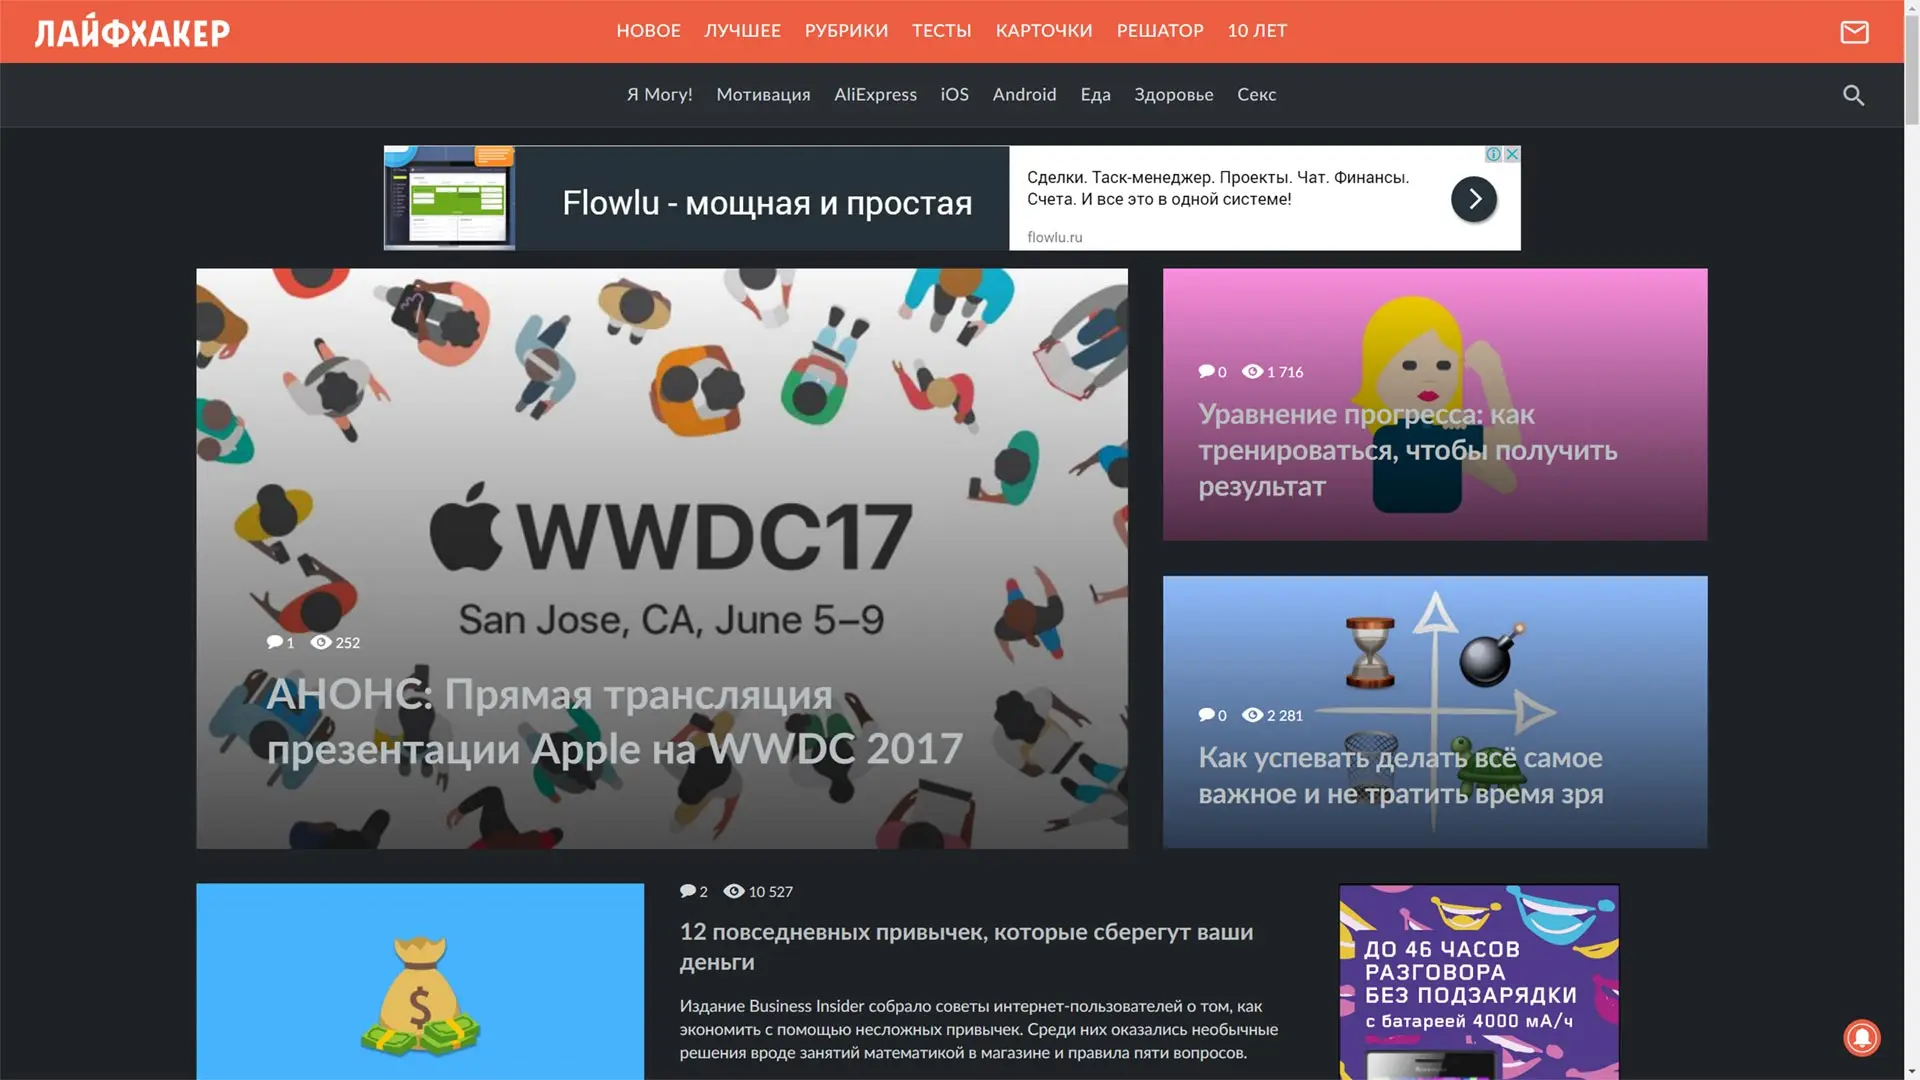 ЛАЙФХАКЕР
НОВОЕ ЛУЧШЕЕ РУБРИКИ ТЕСТЫ КАРТОЧКИ РЕШАТОР 10 ЛЕТ
Я Могу! Мотивация AliExpress iOS Android Еда Здоровье Секс
Flowlu - мощная и простая
Сделки. Таск-менеджер. Проекты. Чат. Финансы.
Счета. И все это в одной системе!
flowlu.ru
WWDC17
San Jose, CA, June 5–9
1 252
АНОНС: Прямая трансляция
презентации Apple на WWDC 2017
0 1 716
Уравнение прогресса: как
тренироваться, чтобы получить
результат
0 2 281
Как успевать делать всё самое
важное и не тратить время зря
$
2 10 527
12 повседневных привычек, которые сберегут ваши
деньги
Издание Business Insider собрало советы интернет-пользователей о том, как
экономить с помощью несложных привычек. Среди них оказались необычные
решения вроде занятий математикой в магазине и правила пяти вопросов.
ДО 46 ЧАСОВ
РАЗГОВОРА
БЕЗ ПОДЗАРЯДКИ
с батареей 4000 мА/ч